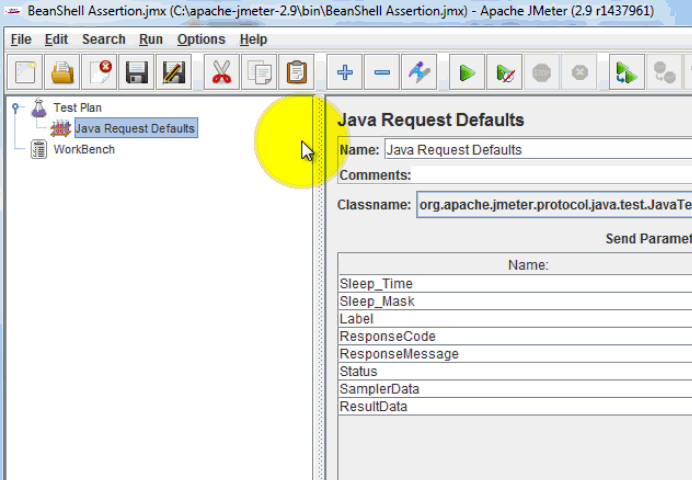 BeanShell Assertion.jmx (C:\apache-jmeter-2.9\bin\BeanShell Assertion.jmx) - Apache JMeter (2.9 r1437961)
File Edit Search Run Options Help
Test Plan
Java Request Defaults
WorkBench
Java Request Defaults
Name: Java Request Defaults
Comments:
Classname: org.apache.jmeter.protocol.java.test.JavaTe
Send Paramet
Name:
Sleep_Time
Sleep_Mask
Label
ResponseCode
ResponseMessage
Status
SamplerData
ResultData